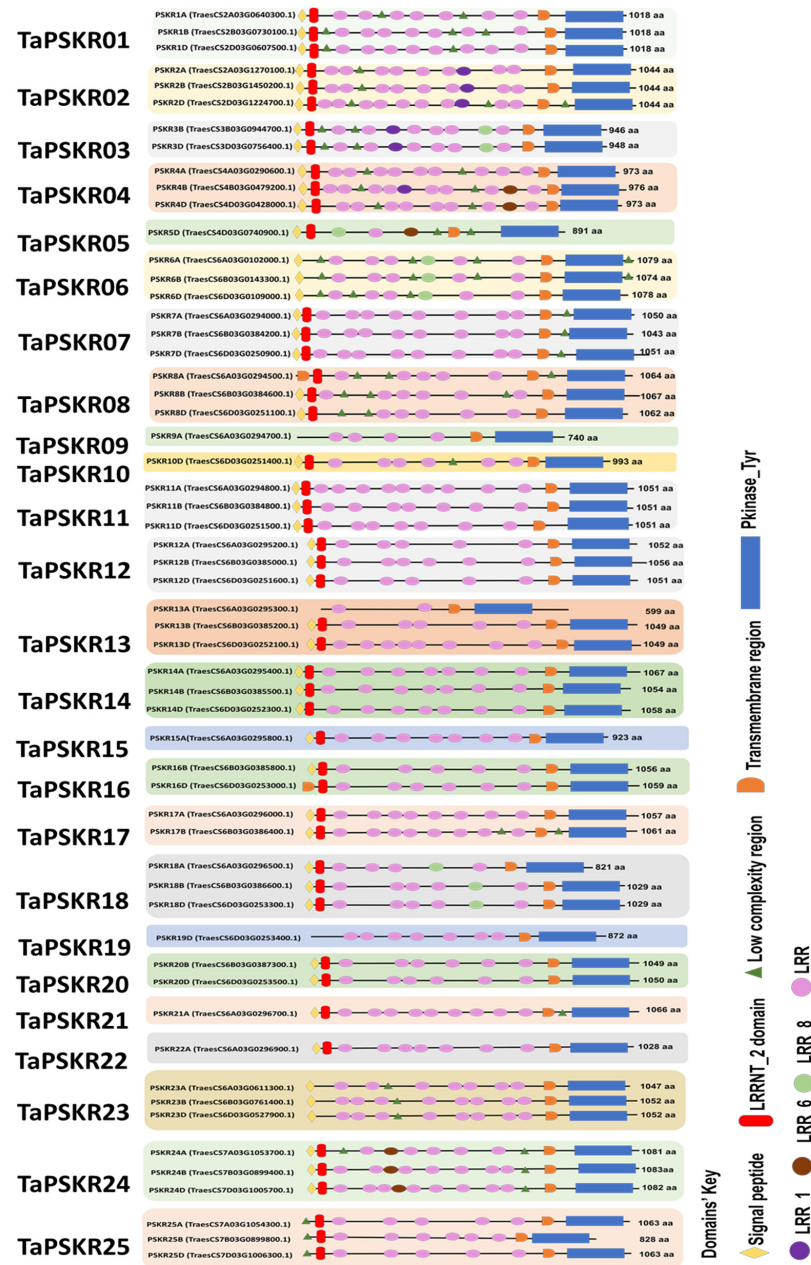 TaPSKR01
PSKR1A (TraesCS2A03G0640300.1) 1018 aa
PSKR1B (TraesCS2B03G0730100.1) 1018 aa
PSKR1D (TraesCS2D03G0607500.1) 1018 aa
TaPSKR02
PSKR2A (TraesCS2A03G1270100.1) 1044 aa
PSKR2B (TraesCS2B03G1450200.1) 1044 aa
PSKR2D (TraesCS2D03G1224700.1) 1044 aa
TaPSKR03
PSKR3B (TraesCS3B03G0944700.1) 946 aa
PSKR3D (TraesCS3D03G0756400.1) 948 aa
TaPSKR04
PSKR4A (TraesCS4A03G0290600.1) 973 aa
PSKR4B (TraesCS4B03G0479200.1) 976 aa
PSKR4D (TraesCS4D03G0428000.1) 973 aa
TaPSKR05
PSKR5D (TraesCS4D03G0740900.1) 891 aa
TaPSKR06
PSKR6A (TraesCS6A03G0102000.1) 1079 aa
PSKR6B (TraesCS6B03G0143300.1) 1074 aa
PSKR6D (TraesCS6D03G0109000.1) 1078 aa
TaPSKR07
PSKR7A (TraesCS6A03G0294000.1) 1050 aa
PSKR7B (TraesCS6B03G0384200.1) 1043 aa
PSKR7D (TraesCS6D03G0250900.1) 1051 aa
TaPSKR08
PSKR8A (TraesCS6A03G0294500.1) 1064 aa
PSKR8B (TraesCS6B03G0384600.1) 1067 aa
PSKR8D (TraesCS6D03G0251100.1) 1062 aa
TaPSKR09
PSKR9A (TraesCS6A03G0294700.1) 740 aa
TaPSKR10
PSKR10D (TraesCS6D03G0251400.1) 993 aa
TaPSKR11
PSKR11A (TraesCS6A03G0294800.1) 1051 aa
PSKR11B (TraesCS6B03G0384800.1) 1051 aa
PSKR11D (TraesCS6D03G0251500.1) 1051 aa
TaPSKR12
PSKR12A (TraesCS6A03G0295200.1) 1052 aa
PSKR12B (TraesCS6B03G0385000.1) 1056 aa
PSKR12D (TraesCS6D03G0251600.1) 1051 aa
TaPSKR13
PSKR13A (TraesCS6A03G0295300.1) 599 aa
PSKR13B (TraesCS6B03G0385200.1) 1049 aa
PSKR13D (TraesCS6D03G0252100.1) 1049 aa
TaPSKR14
PSKR14A (TraesCS6A03G0295400.1) 1067 aa
PSKR14B (TraesCS6B03G0385500.1) 1054 aa
PSKR14D (TraesCS6D03G0252300.1) 1058 aa
TaPSKR15
PSKR15A(TraesCS6A03G0295800.1) 923 aa
TaPSKR16
PSKR16B (TraesCS6B03G0385800.1) 1056 aa
PSKR16D (TraesCS6D03G0253000.1) 1059 aa
TaPSKR17
PSKR17A (TraesCS6A03G0296000.1) 1057 aa
PSKR17B (TraesCS6B03G0386400.1) 1061 aa
TaPSKR18
PSKR18A (TraesCS6A03G0296500.1) 821 aa
PSKR18B (TraesCS6B03G0386600.1) 1029 aa
PSKR18D (TraesCS6D03G0253300.1) 1029 aa
TaPSKR19
PSKR19D (TraesCS6D03G0253400.1) 872 aa
TaPSKR20
PSKR20B (TraesCS6B03G0387300.1) 1049 aa
PSKR20D (TraesCS6D03G0253500.1) 1050 aa
TaPSKR21
PSKR21A (TraesCS6A03G0296700.1) 1066 aa
TaPSKR22
PSKR22A (TraesCS6A03G0296900.1) 1028 aa
TaPSKR23
PSKR23A (TraesCS6A03G0611300.1) 1047 aa
PSKR23B (TraesCS6B03G0761400.1) 1052 aa
PSKR23D (TraesCS6D03G0527900.1) 1052 aa
TaPSKR24
PSKR24A (TraesCS7A03G1053700.1) 1081 aa
PSKR24B (TraesCS7B03G0899400.1) 1083aa
PSKR24D (TraesCS7D03G1005700.1) 1082 aa
TaPSKR25
PSKR25A (TraesCS7A03G1054300.1) 1063 aa
PSKR25B (TraesCS7B03G0899800.1) 828 aa
PSKR25D (TraesCS7D03G1006300.1) 1063 aa
Domains' Key
Signal peptide
LRRNT_2 domain
Low complexity region
Transmembrane region
Pkinase_Tyr
LRR 1
LRR 6
LRR 8
LRR